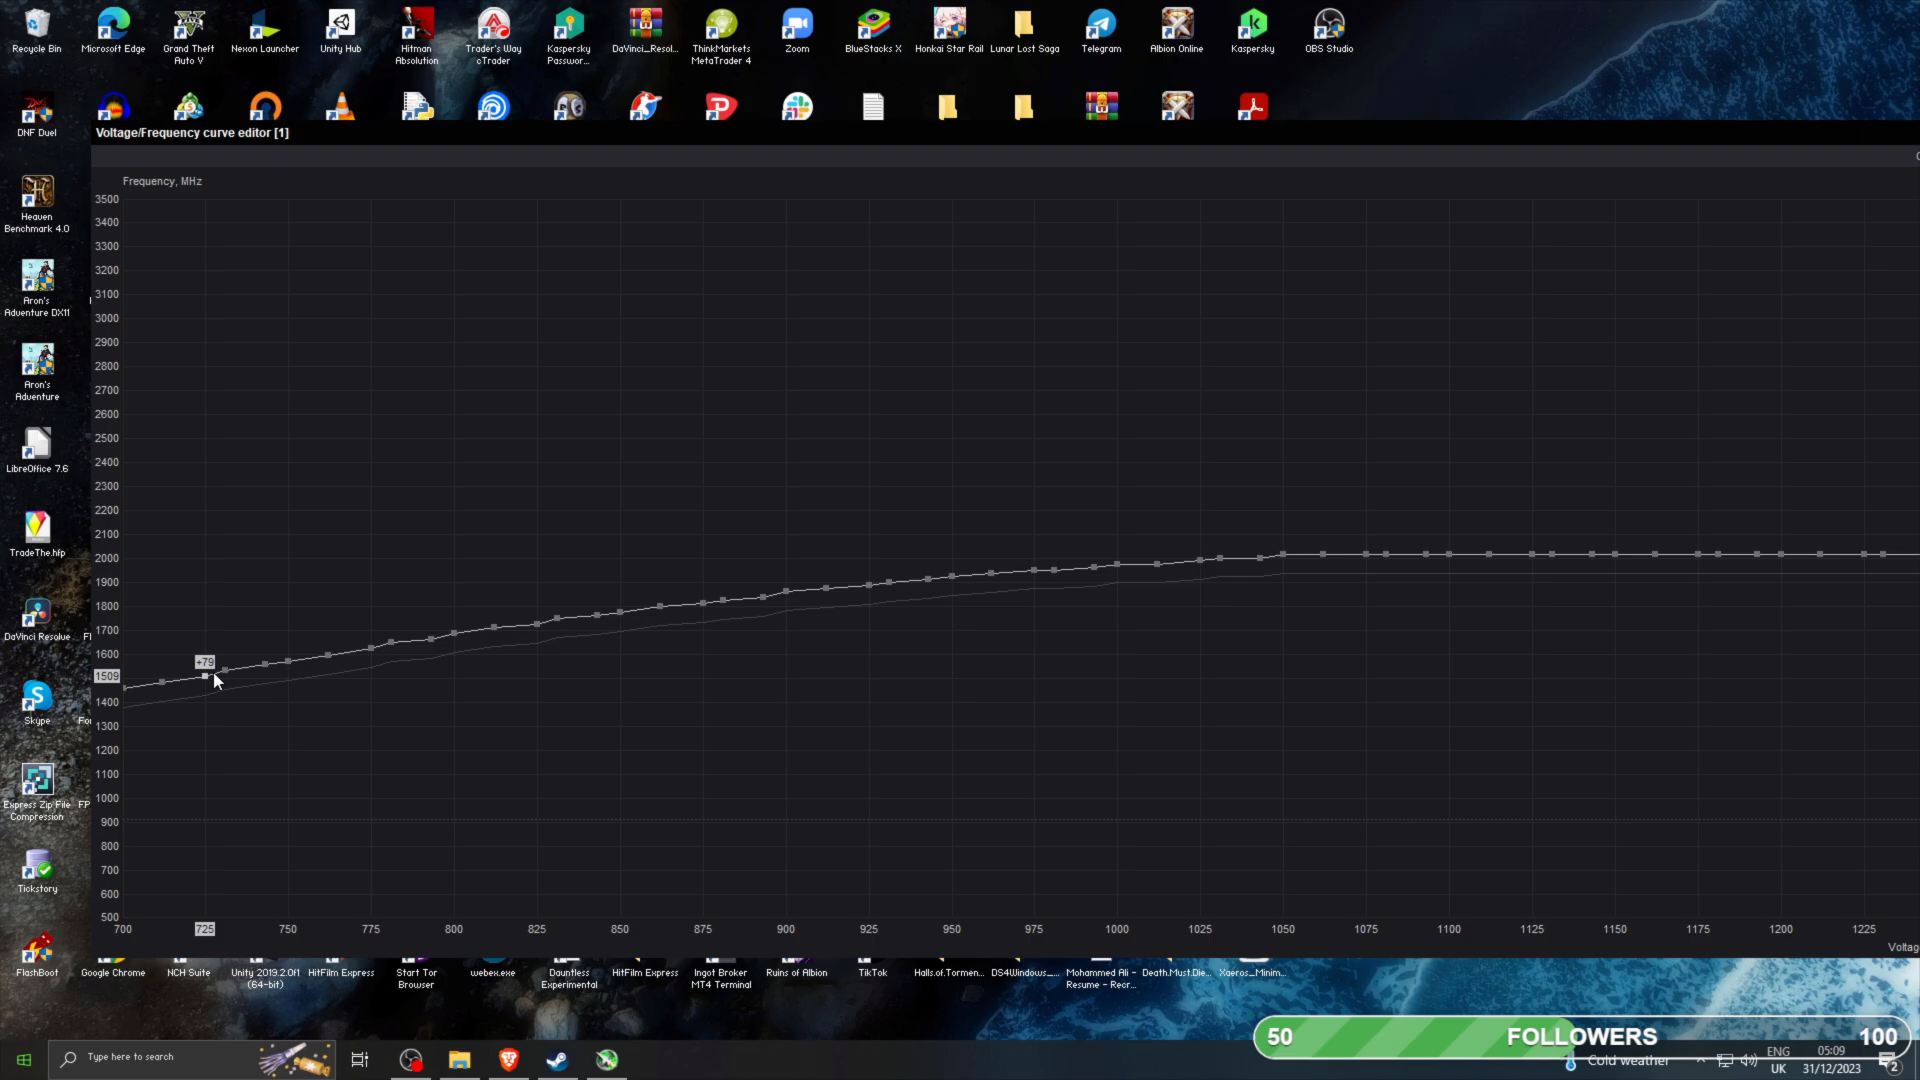 Recycle Bin
Microsoft Edge
Grand Theft
Auto V
Nexon Launcher
Unity Hub
Hitman
Absolution
Trader's Way
cTrader
Kaspersky
Passwor...
DaVinci_Resol...
ThinkMarkets
MetaTrader 4
Zoom
BlueStacks X
Honkai Star Rail
Lunar Lost Saga
Telegram
Albion Online
Kaspersky
OBS Studio
DNF Duel
Voltage/Frequency curve editor [1]
Frequency, MHz
3500
3400
3300
3200
3100
3000
2900
2800
2700
2600
2500
2400
2300
2200
2100
2000
1900
1800
1700
1600
1509
1400
1300
1200
1100
1000
900
800
700
600
500
+79
700
725
750
775
800
825
850
875
900
925
950
975
1000
1025
1050
1075
1100
1125
1150
1175
1200
1225
Voltag
Heaven
Benchmark 4.0
Aron's
Adventure DX11
Aron's
Adventure
LibreOffice 7.6
TradeThe.hfp
DaVinci Resolve
Fl
Skype
For
Express Zip File
Compression
FP
Tickstory
FlashBoot
Google Chrome
NCH Suite
Unity 2019.2.0f1
(64-bit)
HitFilm Express
Start Tor
Browser
webex.exe
Dauntless
Experimental
HitFilm Express
Ingot Broker
MT4 Terminal
Ruins of Albion
TikTok
Halls.of.Tormen...
DS4Windows_...
Mohammed Ali -
Resume - Recr...
Death.Must.Die...
Xaeros_Minim...
50
FOLLOWERS
100
Type here to search
Cold weather
ENG
UK
05:09
31/12/2023
2